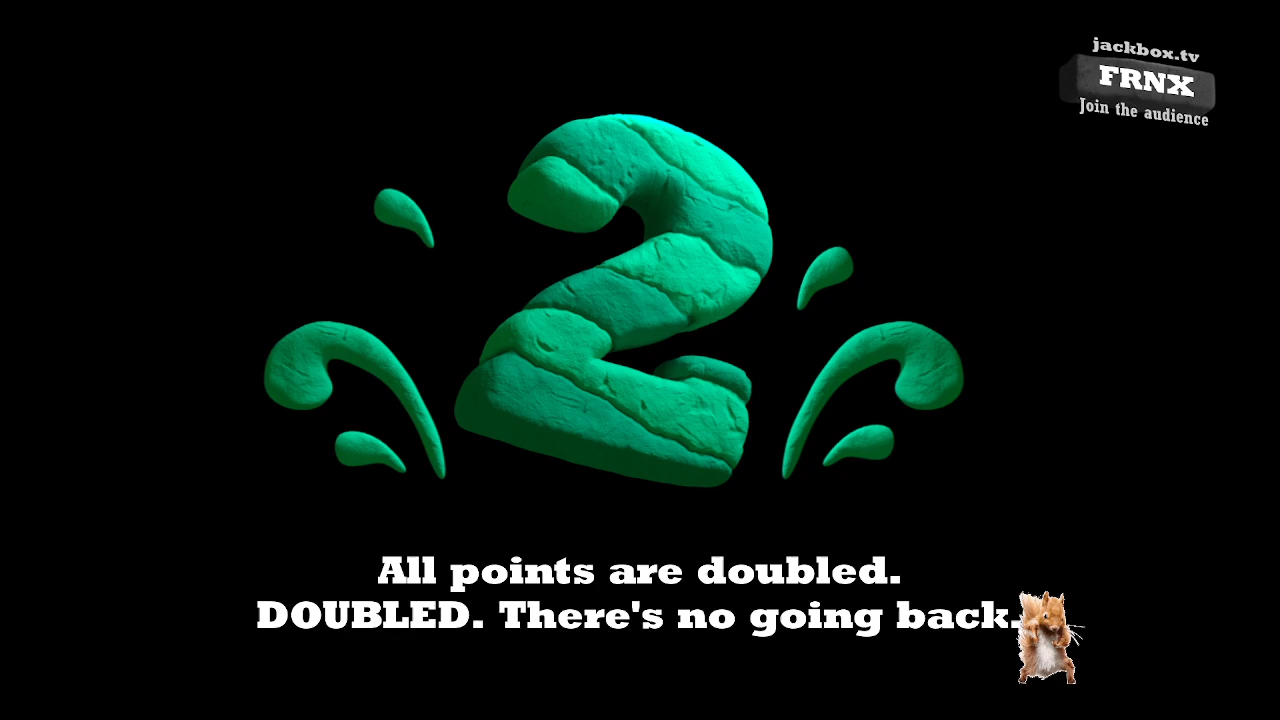 jackbox.tv
FRNX
Join the audience
2
All points are doubled.
DOUBLED. There's no going back.